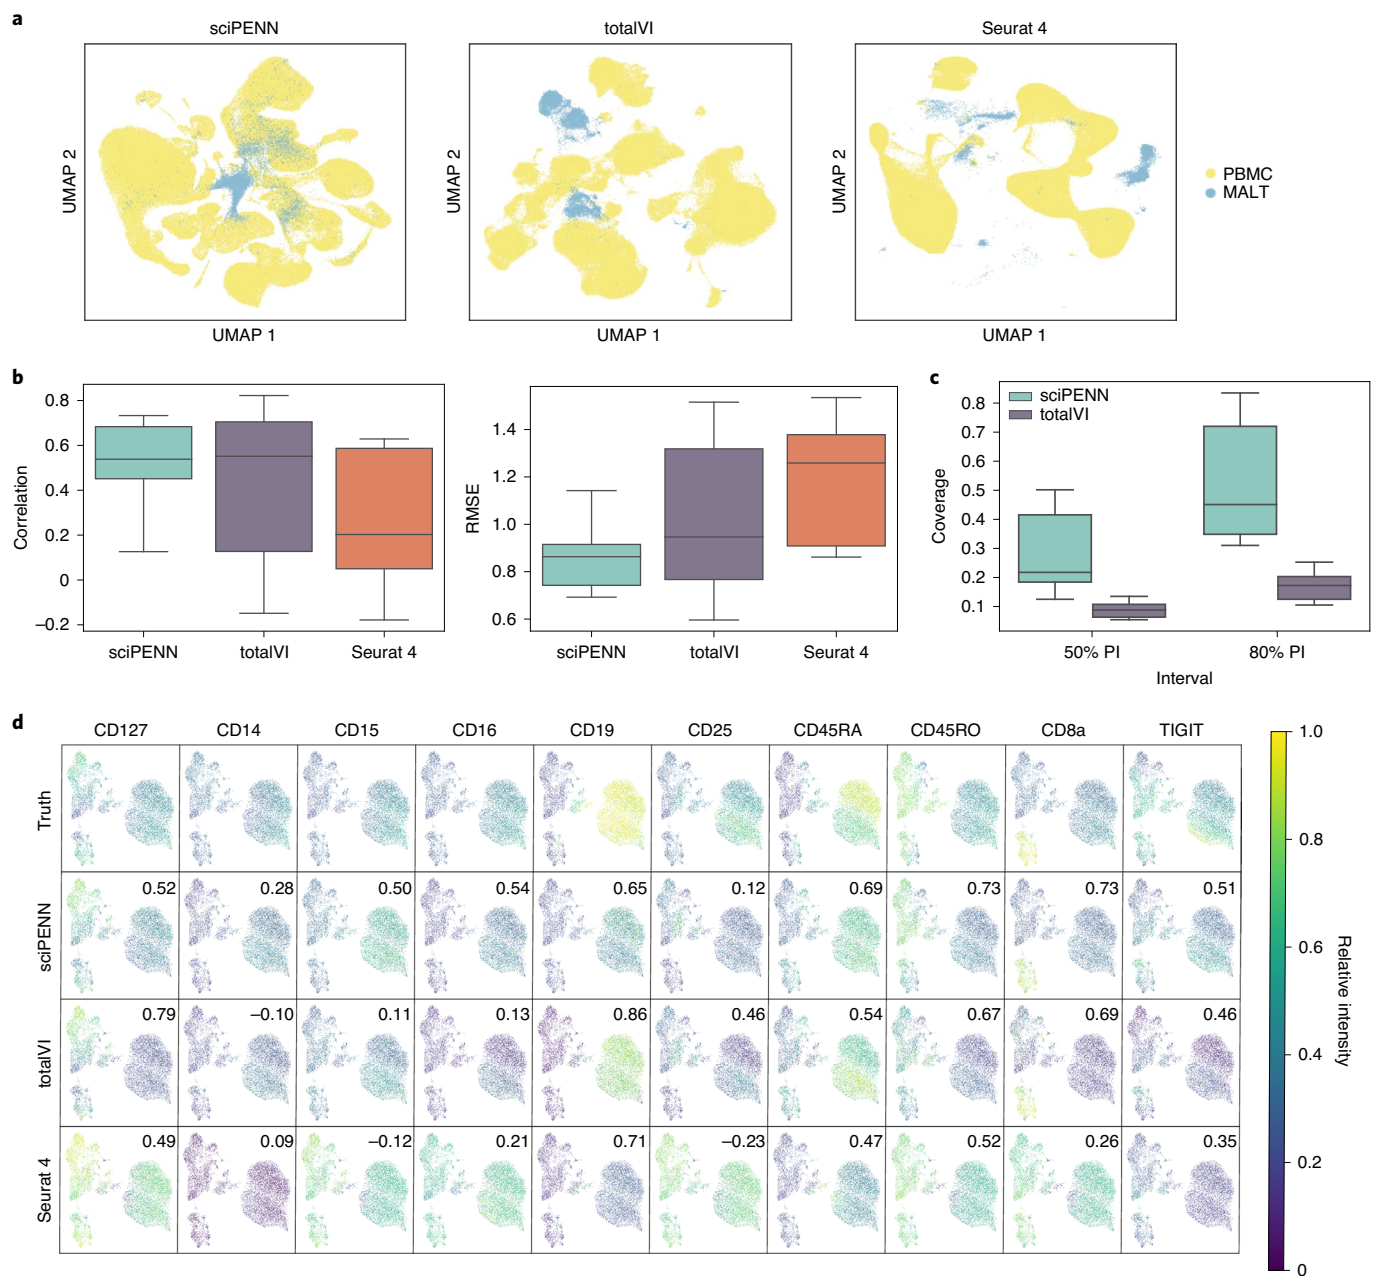 a
sciPENN
totalVI
Seurat 4
UMAP 2
UMAP 2
UMAP 2
UMAP 1
UMAP 1
UMAP 1
PBMC
MALT
b
Correlation
0.8
0.6
0.4
0.2
0
–0.2
sciPENN
totalVI
Seurat 4
RMSE
1.4
1.2
1.0
0.8
0.6
sciPENN
totalVI
Seurat 4
c
sciPENN
totalVI
Coverage
0.8
0.7
0.6
0.5
0.4
0.3
0.2
0.1
50% PI
80% PI
Interval
d
CD127 CD14 CD15 CD16 CD19 CD25 CD45RA CD45RO CD8a TIGIT
Truth
sciPENN
0.52 0.28 0.50 0.54 0.65 0.12 0.69 0.73 0.73 0.51
totalVI
0.79 –0.10 0.11 0.13 0.86 0.46 0.54 0.67 0.69 0.46
Seurat 4
0.49 0.09 –0.12 0.21 0.71 –0.23 0.47 0.52 0.26 0.35
1.0
0.8
0.6
0.4
0.2
0
Relative intensity